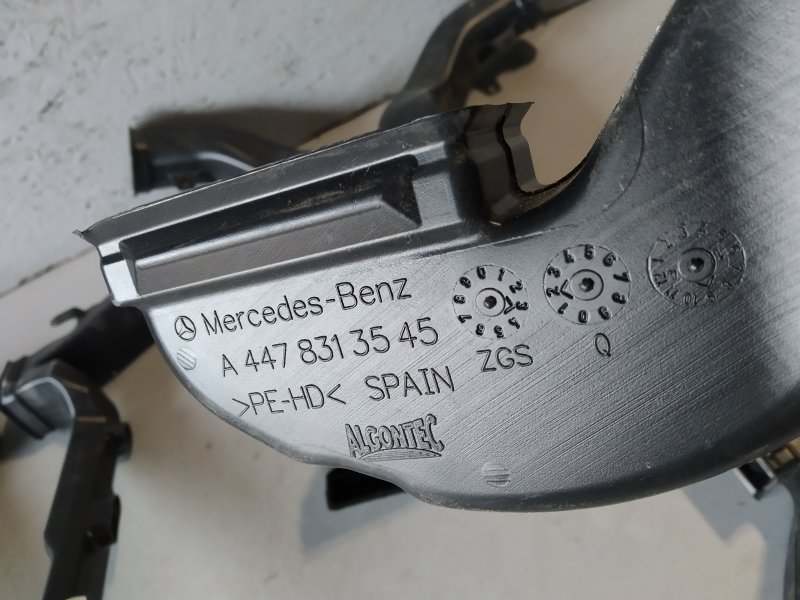 Mercedes-Benz
A 447 831 35 45
>PE-HD< SPAIN
ALCONTEC
ZGS
Q